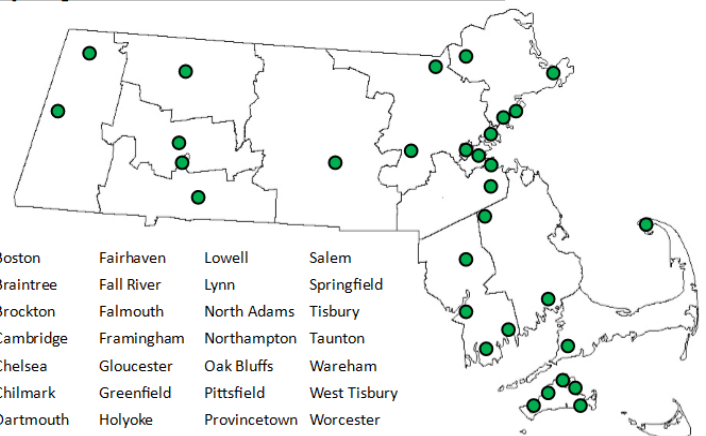 Boston Fairhaven Lowell Salem
Braintree Fall River Lynn Springfield
Brockton Falmouth North Adams Tisbury
Cambridge Framingham Northampton Taunton
Chelsea Gloucester Oak Bluffs Wareham
Chilmark Greenfield Pittsfield West Tisbury
Dartmouth Holyoke Provincetown Worcester